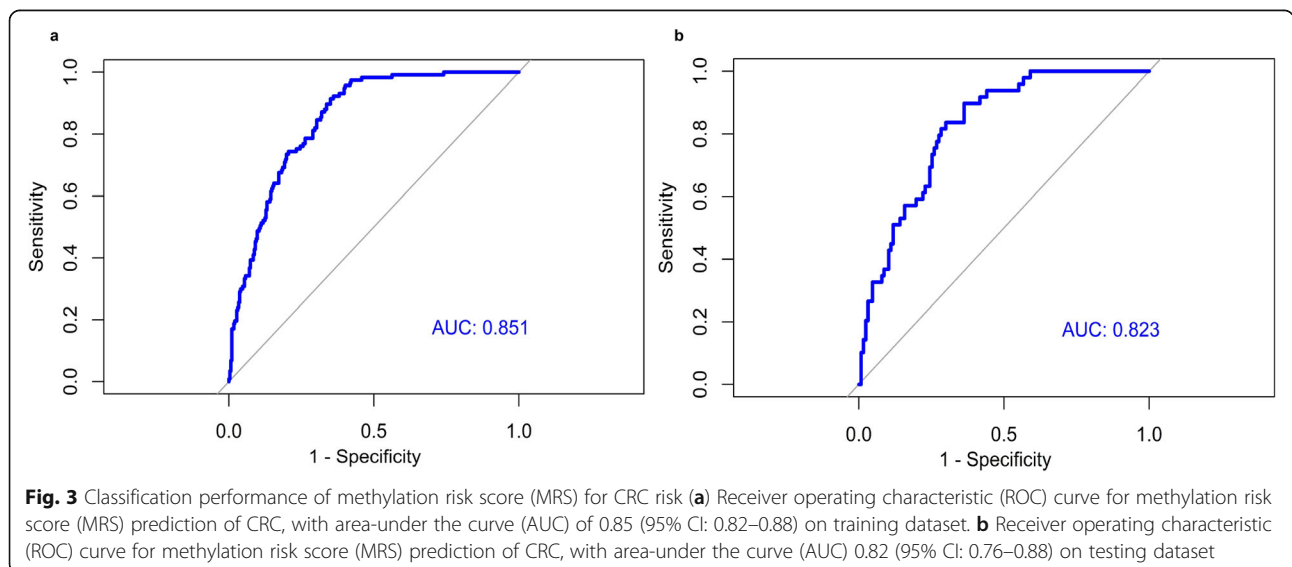 a
1.0
0.8
0.6
0.4
0.2
0.0
Sensitivity
AUC: 0.851
0.0 0.5 1.0
1 - Specificity
b
1.0
0.8
0.6
0.4
0.2
0.0
Sensitivity
AUC: 0.823
0.0 0.5 1.0
1 - Specificity
Fig. 3 Classification performance of methylation risk score (MRS) for CRC risk (a) Receiver operating characteristic (ROC) curve for methylation risk
score (MRS) prediction of CRC, with area-under the curve (AUC) of 0.85 (95% CI: 0.82–0.88) on training dataset. b Receiver operating characteristic
(ROC) curve for methylation risk score (MRS) prediction of CRC, with area-under the curve (AUC) 0.82 (95% CI: 0.76–0.88) on testing dataset